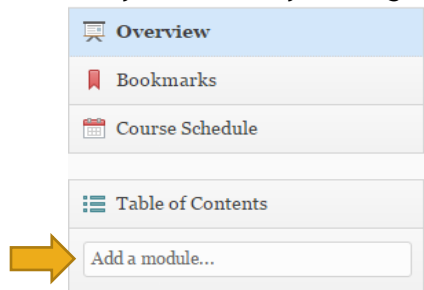 Overview
Bookmarks
Course Schedule
Table of Contents
Add a module...